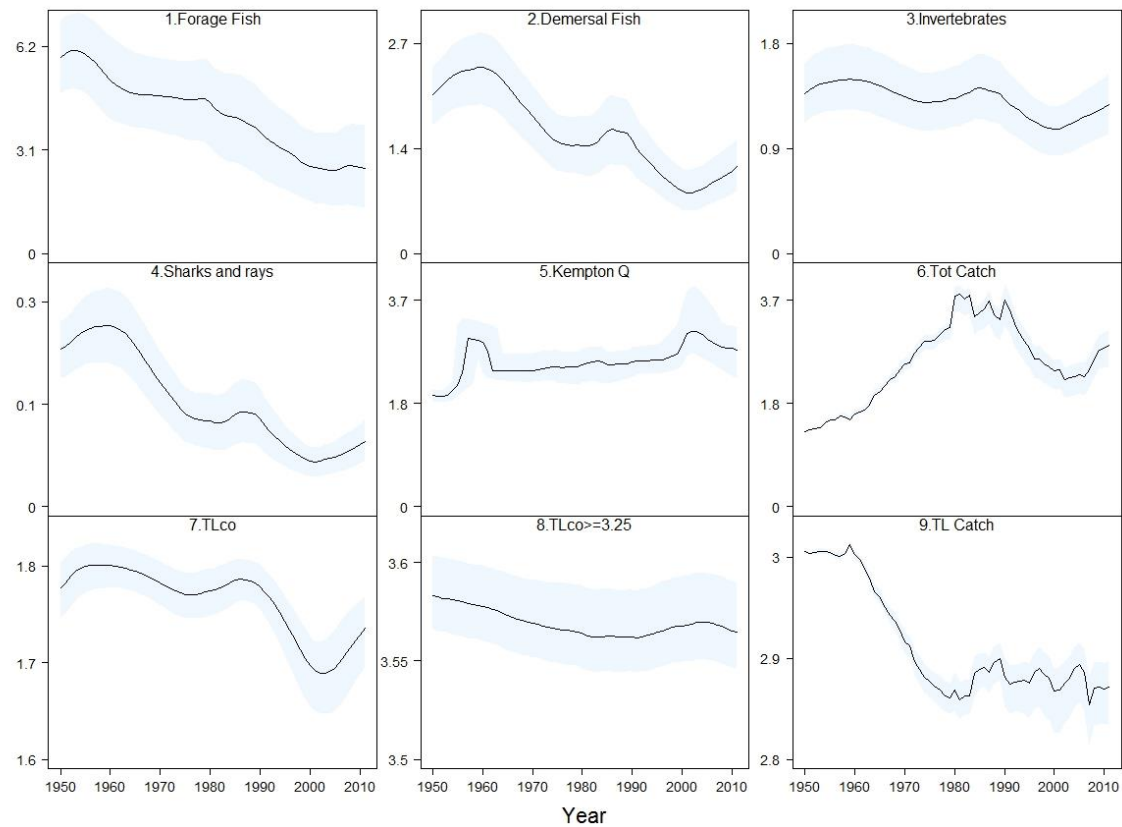 1.Forage Fish
6.2
3.1
0
2.Demersal Fish
2.7
1.4
0
3.Invertebrates
1.8
0.9
0
4.Sharks and rays
0.3
0.1
0
5.Kempton Q
3.7
1.8
0
6.Tot Catch
3.7
1.8
0
7.TLco
1.8
1.7
1.6
1950 1960 1970 1980 1990 2000 2010
8.TLco>=3.25
3.6
3.55
3.5
1950 1960 1970 1980 1990 2000 2010
9.TL Catch
3
2.9
2.8
1950 1960 1970 1980 1990 2000 2010
Year